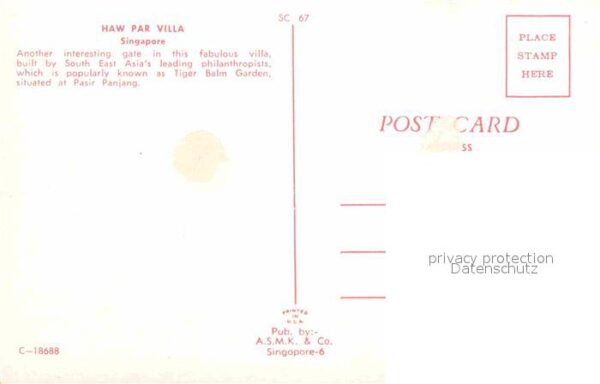 HAW PAR VILLA
Singapore
Another interesting gate in this fabulous villa,
built by South East Asia's leading philanthropists,
which is popularly known as Tiger Balm Garden,
situated at Pasir Panjang.
C—18688
SC 67
PRINTED
IN
U.S.A.
Pub. by:-
A.S.M.K. & Co.
Singapore-6
PLACE
STAMP
HERE
POST CARD
SS
privacy protection
Datenschutz